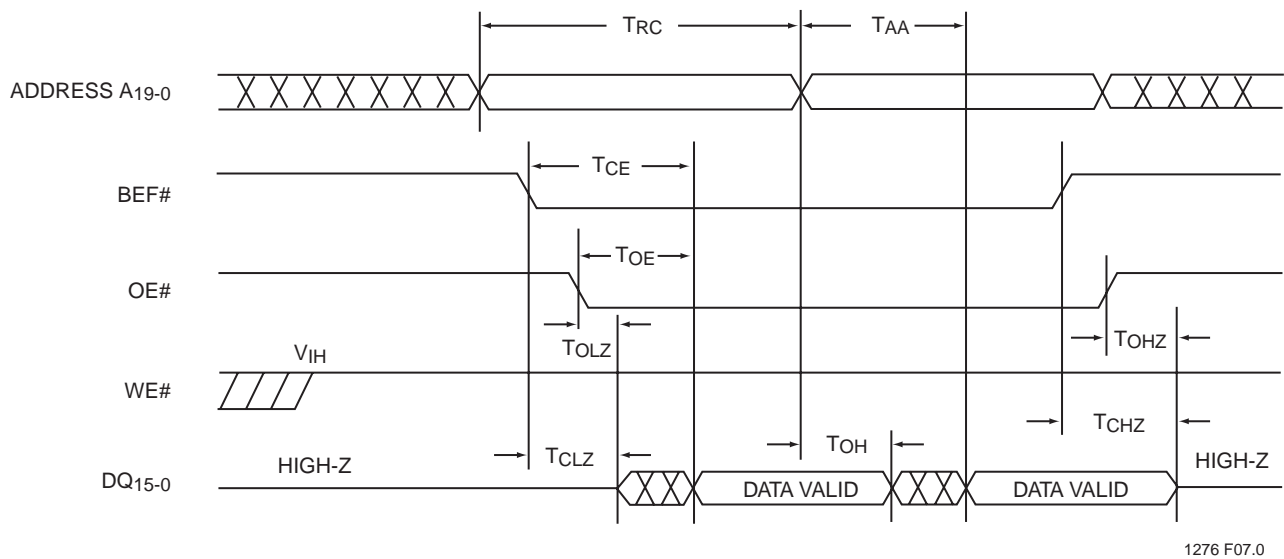 TRC
TAA
ADDRESS A19-0
TCE
BEF#
TOE
OE#
TOLZ
TOHZ
VIH
WE#
TCLZ
TOH
TCHZ
HIGH-Z
HIGH-Z
DQ15-0
DATA VALID
DATA VALID
1276 F07.0